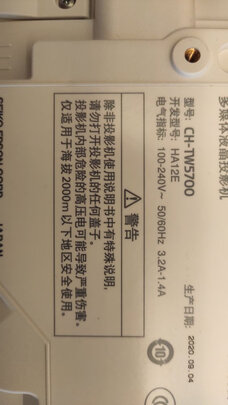 多媒体液晶投影机
型号: CH-TW5700
开发型号: HA12E
电气指标: 100-240V~ 50/60Hz 3.2A-1.4A
生产日期:
2020.09.04
10
警告
除非投影机使用说明书中有特殊说明,
请勿打开投影机的任何盖子。
投影机内部危险的高压电可能导致严重伤害。
仅适用于海拔2000m以下地区安全使用。
SEIKO EPSON CORP.
JAPAN